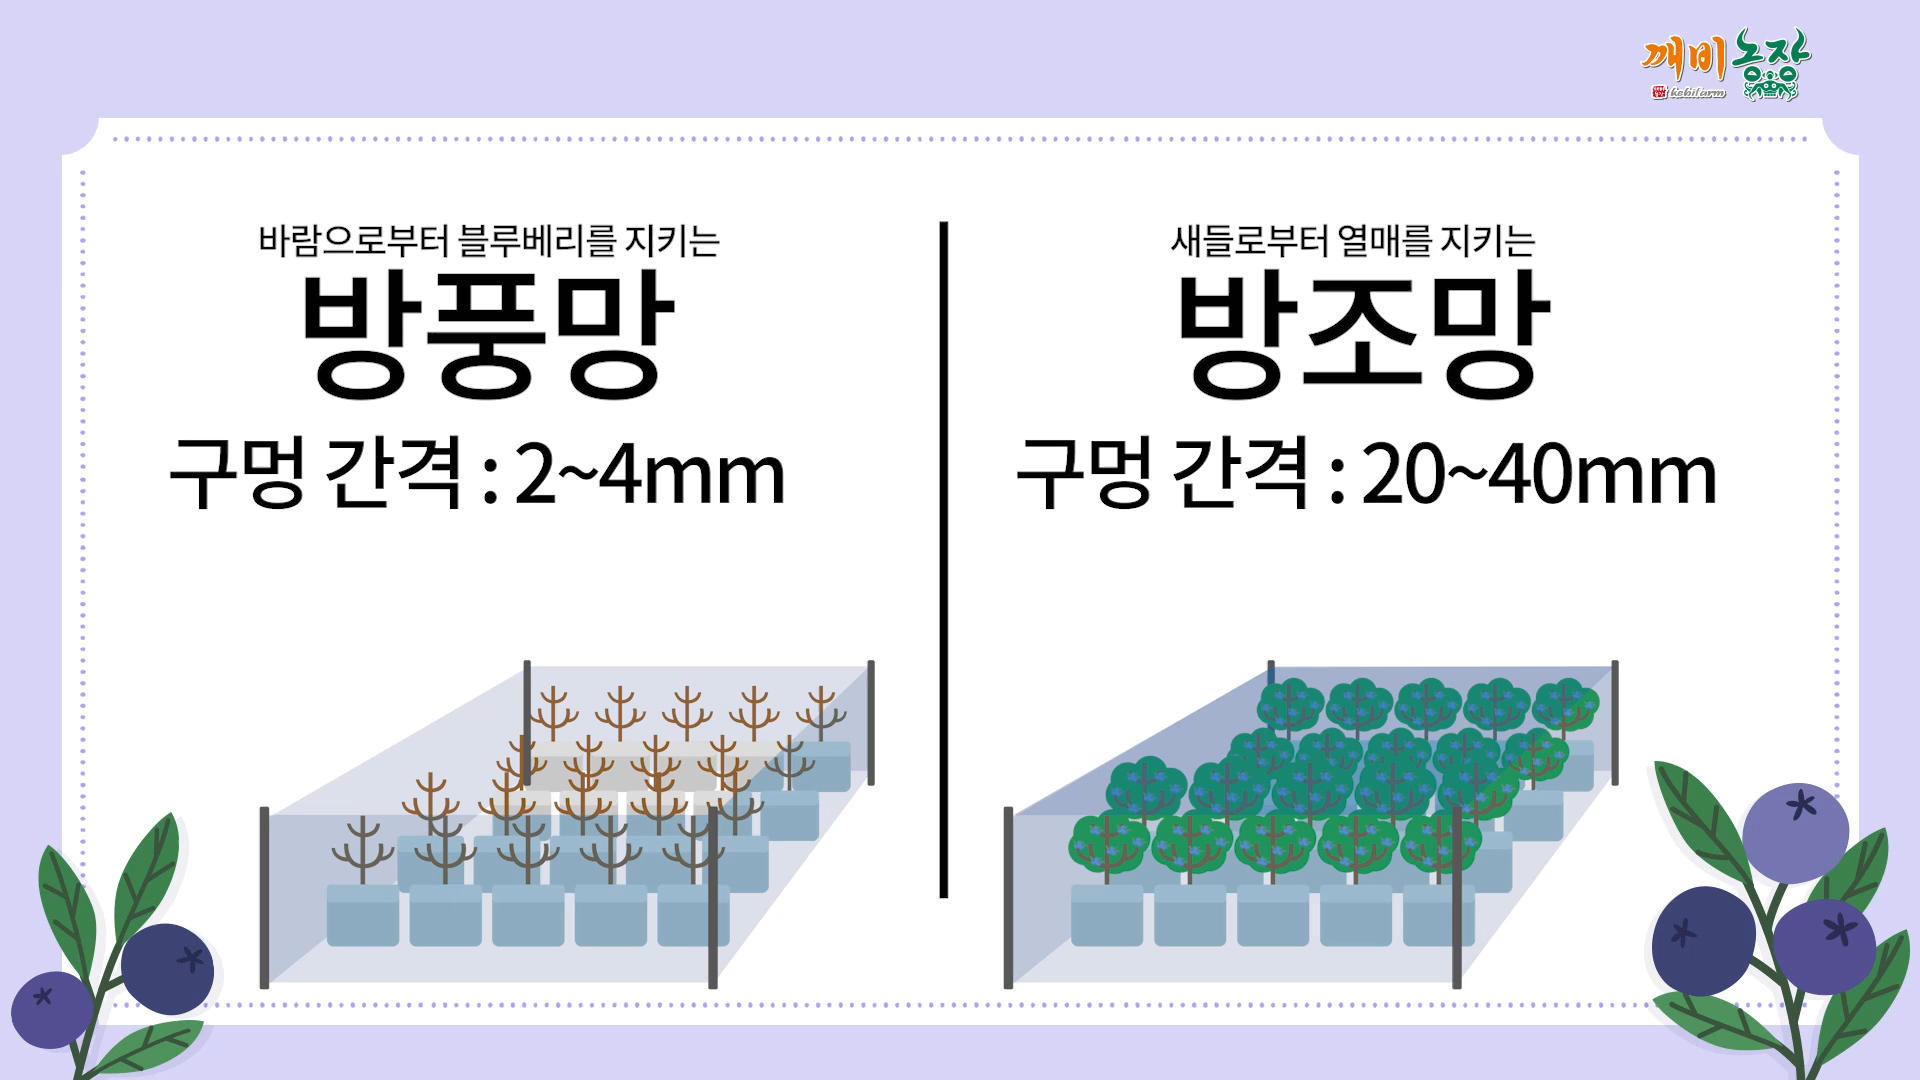 깨비농장
kebifarm
바람으로부터 블루베리를 지키는
방풍망
구멍 간격 : 2~4mm
새들로부터 열매를 지키는
방조망
구멍 간격 : 20~40mm